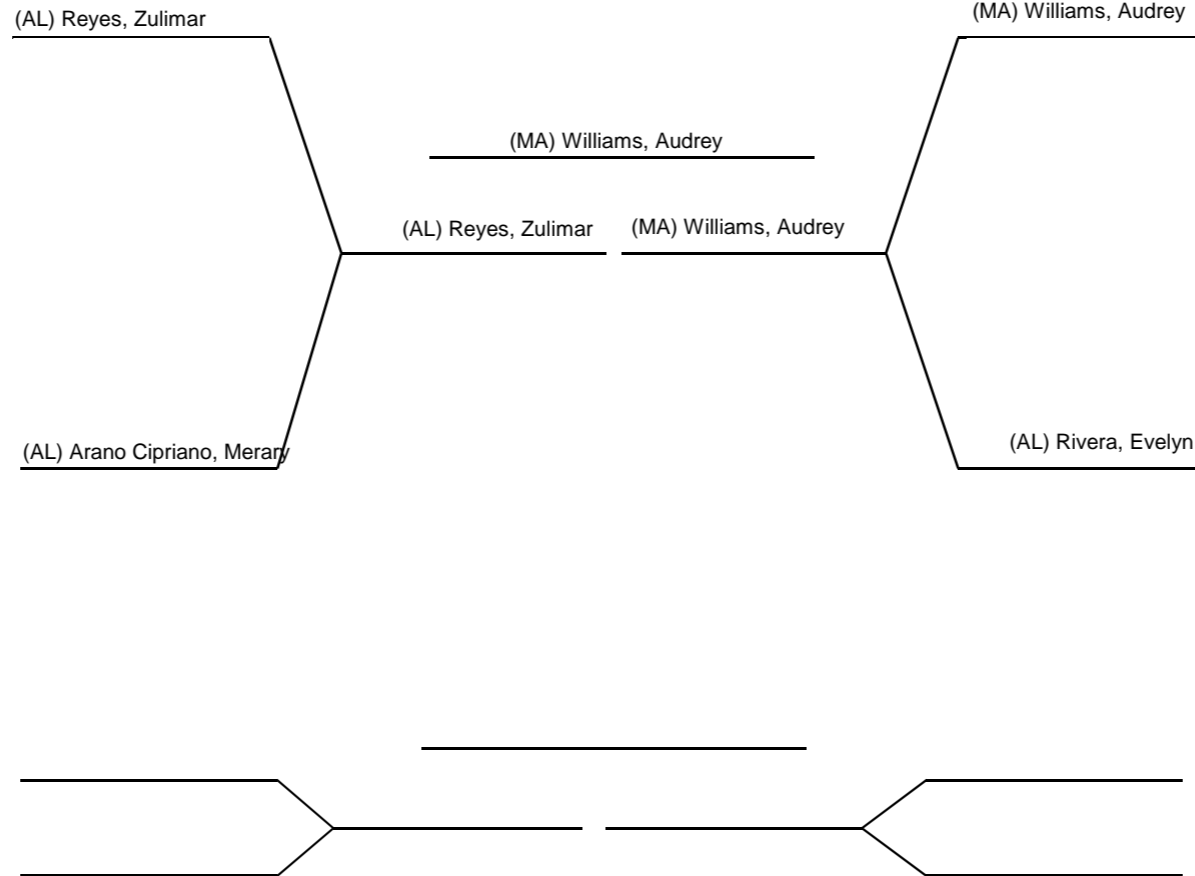 (AL) Reyes, Zulimar
(MA) Williams, Audrey
(MA) Williams, Audrey
(AL) Reyes, Zulimar
(MA) Williams, Audrey
(AL) Arano Cipriano, Merary
(AL) Rivera, Evelyn